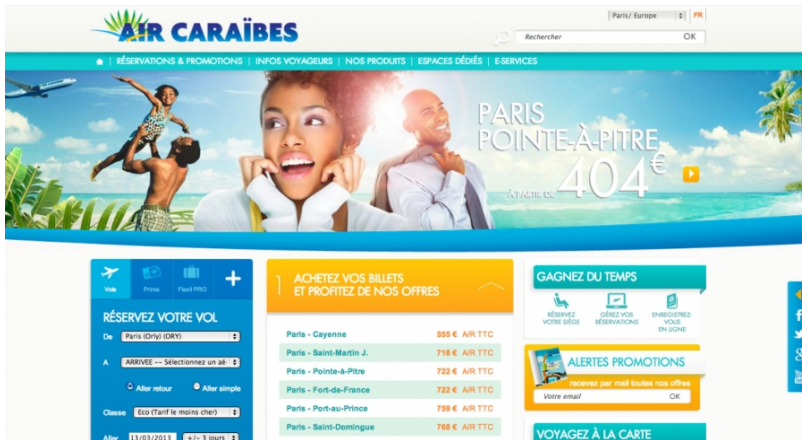 AIR CARAÏBES
Paris/ Europe
FR
Rechercher
OK
RÉSERVATIONS & PROMOTIONS | INFOS VOYAGEURS | NOS PRODUITS | ESPACES DÉDIÉS | E-SERVICES
PARIS
POINTE-À-PITRE
À PARTIR DE 404€
Vols
Prime
Flexil PRO
+
RÉSERVEZ VOTRE VOL
De Paris (Orly) (ORY)
A ARRIVEE -- Sélectionnez un aé
Aller retour
Aller simple
Classe Eco (Tarif le moins cher)
Aller 13/03/2013 +/- 3 jours
1 ACHETEZ VOS BILLETS
ET PROFITEZ DE NOS OFFRES
Paris - Cayenne 555 € A/R TTC
Paris - Saint-Martin J. 718 € A/R TTC
Paris - Pointe-à-Pitre 722 € A/R TTC
Paris - Fort-de-France 722 € A/R TTC
Paris - Port-au-Prince 759 € A/R TTC
Paris - Saint-Domingue 768 € A/R TTC
GAGNEZ DU TEMPS
RÉSERVEZ
VOTRE SIÈGE
GÉREZ VOS
RÉSERVATIONS
ENREGISTREZ-
VOUS
EN LIGNE
ALERTES PROMOTIONS
recevez par mail toutes nos offres
Votre email
OK
VOYAGEZ À LA CARTE